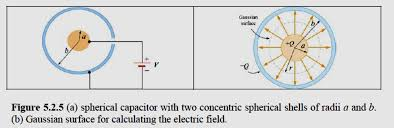 a
b
V
Gaussian
surface
b
+Q
a
r
-Q
Figure 5.2.5 (a) spherical capacitor with two concentric spherical shells of radii a and b.
(b) Gaussian surface for calculating the electric field.